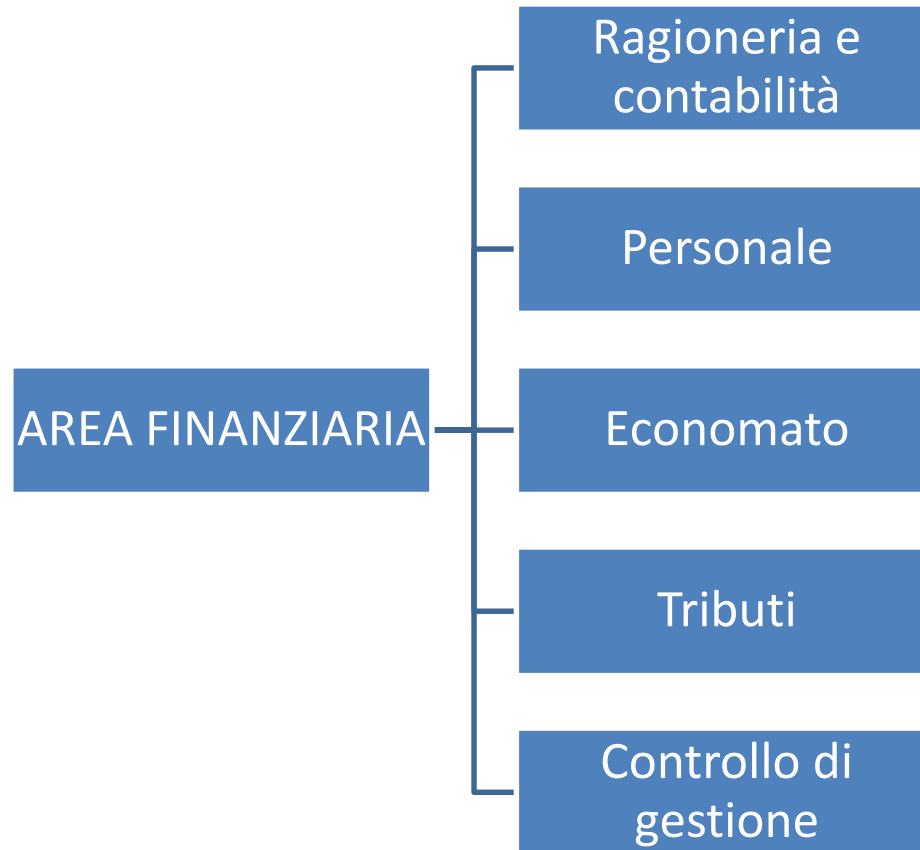 Ragioneria e
contabilità
Personale
AREA FINANZIARIA
Economato
Tributi
Controllo di
gestione